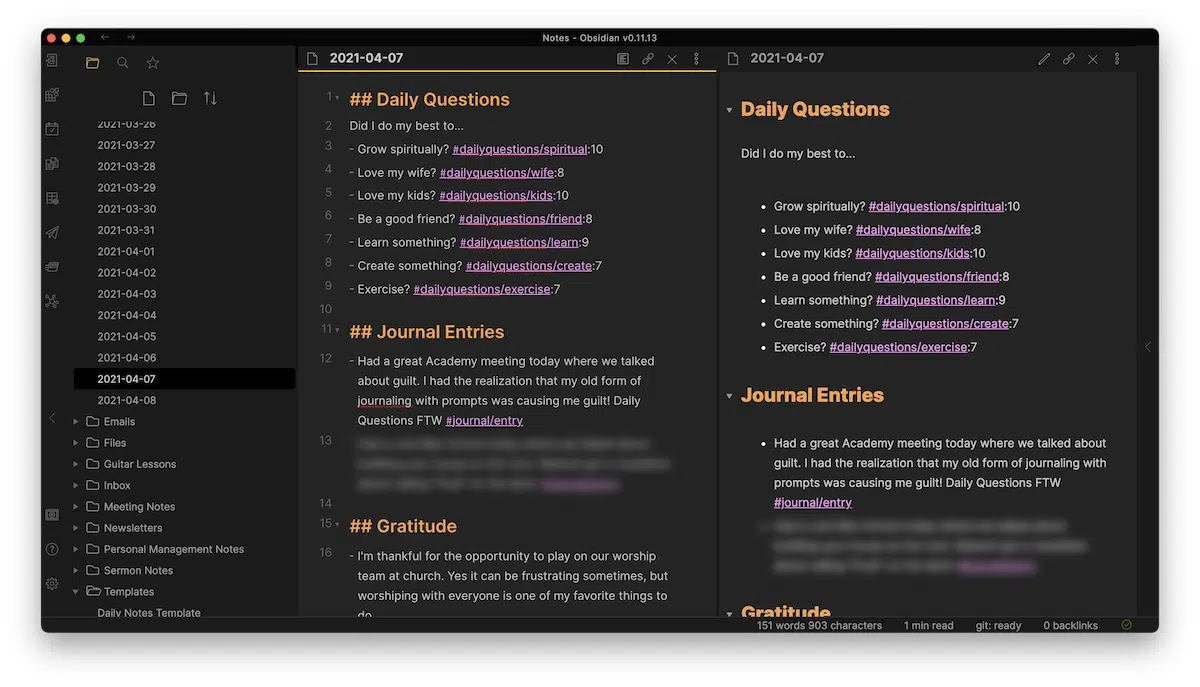 Notes - Obsidian v0.11.13
2021-03-26
2021-03-27
2021-03-28
2021-03-29
2021-03-30
2021-03-31
2021-04-01
2021-04-02
2021-04-03
2021-04-04
2021-04-05
2021-04-06
2021-04-07
2021-04-08
Emails
Files
Guitar Lessons
Inbox
Meeting Notes
Newsletters
Personal Management Notes
Sermon Notes
Templates
Daily Notes Template
2021-04-07
1 ## Daily Questions
2 Did I do my best to...
3 - Grow spiritually? #dailyquestions/spiritual:10
4 - Love my wife? #dailyquestions/wife:8
5 - Love my kids? #dailyquestions/kids:10
6 - Be a good friend? #dailyquestions/friend:8
7 - Learn something? #dailyquestions/learn:9
8 - Create something? #dailyquestions/create:7
9 - Exercise? #dailyquestions/exercise:7
10
11 ## Journal Entries
12 - Had a great Academy meeting today where we talked
about guilt. I had the realization that my old form of
journaling with prompts was causing me guilt! Daily
Questions FTW #journal/entry
13
14
15 ## Gratitude
16 - I'm thankful for the opportunity to play on our worship
team at church. Yes it can be frustrating sometimes, but
worshiping with everyone is one of my favorite things to
do
2021-04-07
Daily Questions
Did I do my best to...
• Grow spiritually? #dailyquestions/spiritual:10
• Love my wife? #dailyquestions/wife:8
• Love my kids? #dailyquestions/kids:10
• Be a good friend? #dailyquestions/friend:8
• Learn something? #dailyquestions/learn:9
• Create something? #dailyquestions/create:7
• Exercise? #dailyquestions/exercise:7
Journal Entries
• Had a great Academy meeting today where we talked about
guilt. I had the realization that my old form of journaling with
prompts was causing me guilt! Daily Questions FTW
#journal/entry
Gratitude
151 words 903 characters 1 min read git: ready 0 backlinks